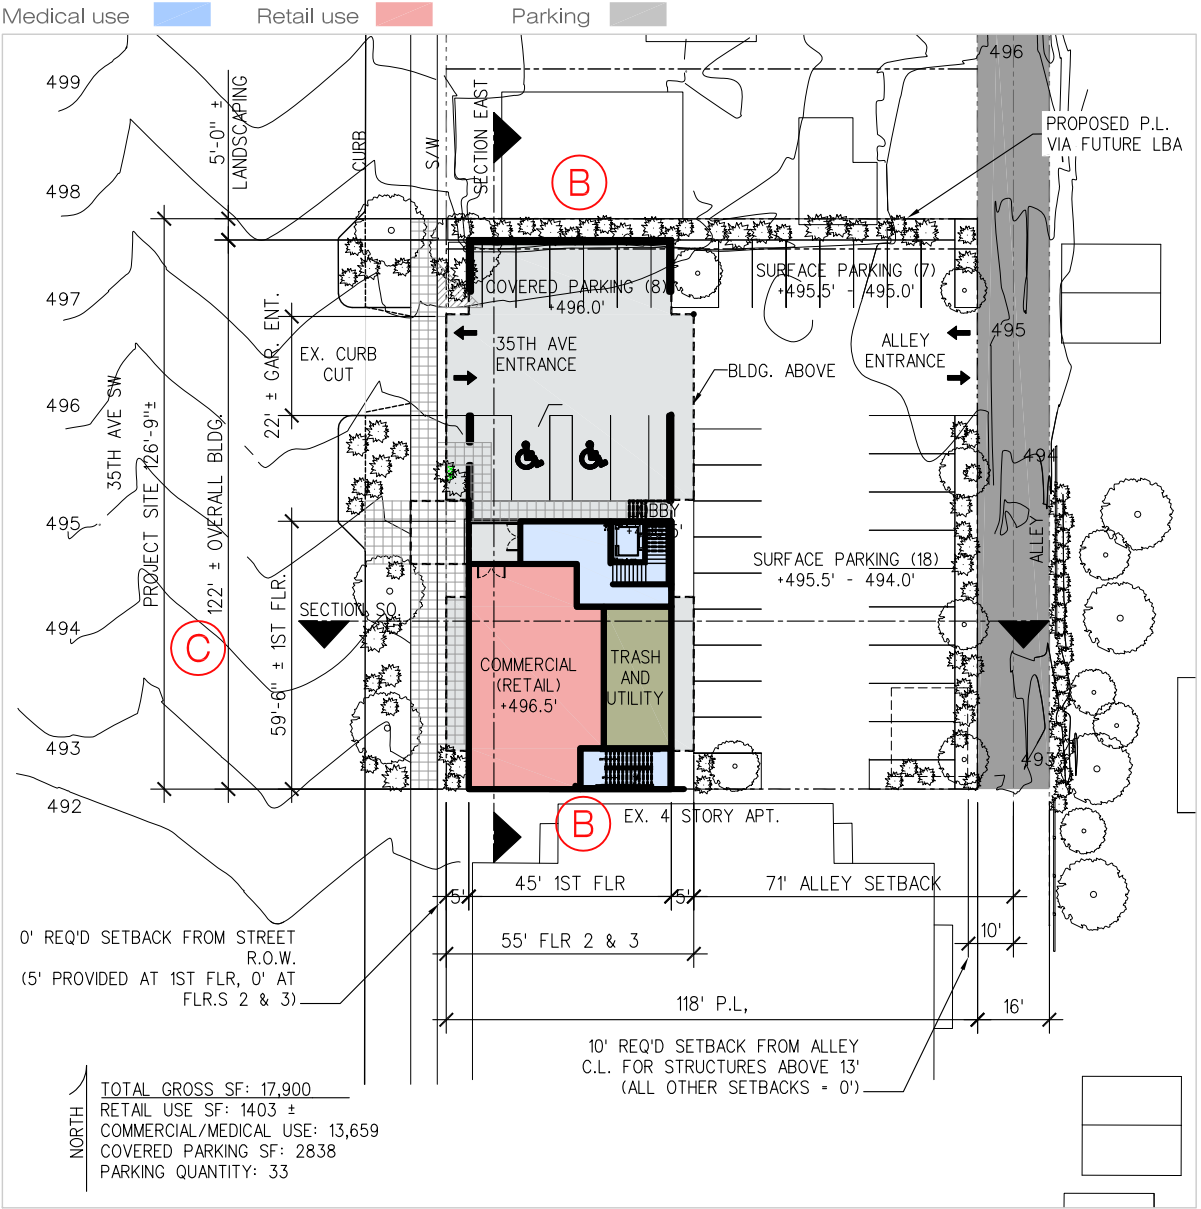 Medical use
Retail use
Parking
499
498
497
496
495
494
493
492
5'-0" ±
LANDSCAPING
CURB
S/W
SECTION EAST
B
496
PROPOSED P.L.
VIA FUTURE LBA
COVERED PARKING (8)
+496.0'
SURFACE PARKING (7)
+495.5' - 495.0'
35TH AVE
ENTRANCE
EX. CURB
CUT
22' ± GAR. ENT.
ALLEY
ENTRANCE
495
BLDG. ABOVE
35TH AVE SW
PROJECT SITE 126'-9"±
122' ± OVERALL BLDG.
59'-6" ± 1ST FLR.
494
ALLEY
BBY
SURFACE PARKING (18)
+495.5' - 494.0'
SECTION SO.
C
COMMERCIAL
(RETAIL)
+496.5'
TRASH
AND
UTILITY
493
B
EX. 4 STORY APT.
5'
45' 1ST FLR
5'
71' ALLEY SETBACK
55' FLR 2 & 3
10'
118' P.L,
16'
0' REQ'D SETBACK FROM STREET
R.O.W.
(5' PROVIDED AT 1ST FLR, 0' AT
FLR.S 2 & 3)
10' REQ'D SETBACK FROM ALLEY
C.L. FOR STRUCTURES ABOVE 13'
(ALL OTHER SETBACKS = 0')
NORTH
TOTAL GROSS SF: 17,900
RETAIL USE SF: 1403 ±
COMMERCIAL/MEDICAL USE: 13,659
COVERED PARKING SF: 2838
PARKING QUANTITY: 33